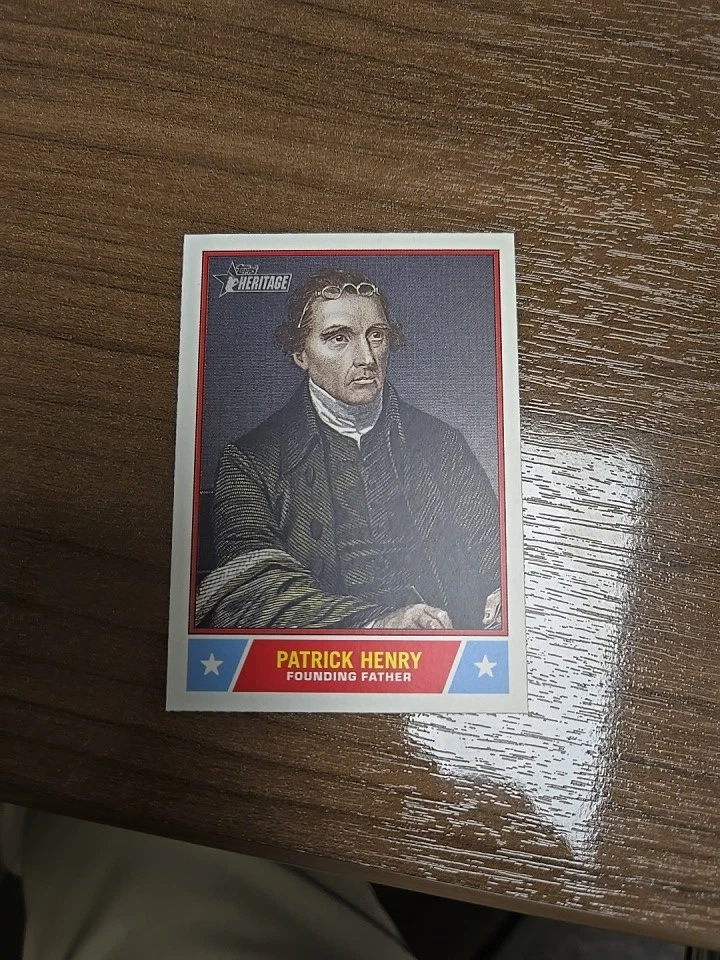 Topps
HERITAGE
PATRICK HENRY
FOUNDING FATHER